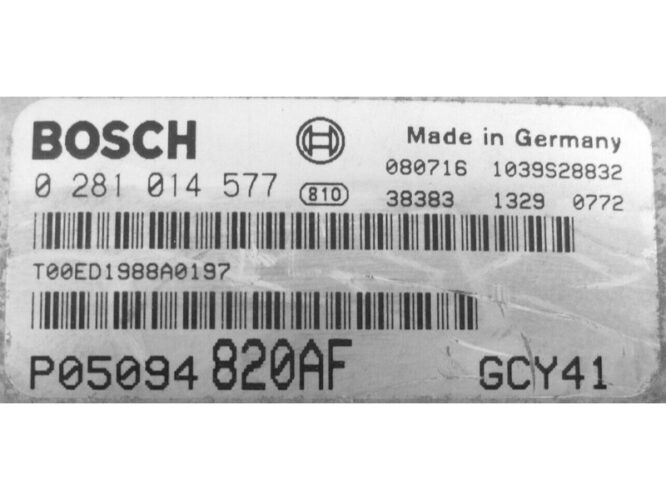 BOSCH
Made in Germany
080716 1039S28832
0 281 014 577
810
38383 1329 0772
T00ED1988A0197
P05094 820AF GCY41